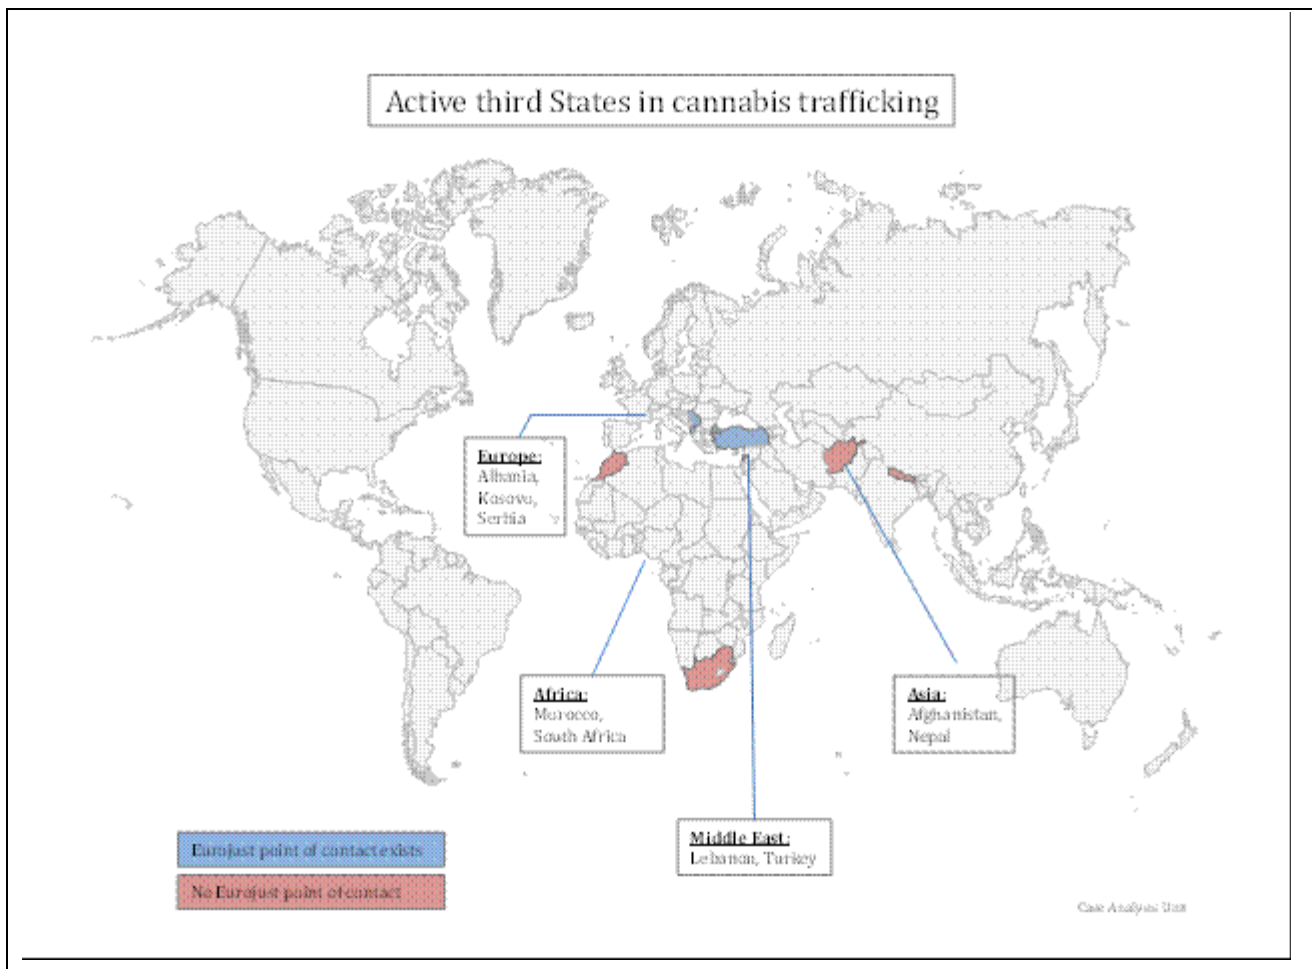 Active third States in cannabis trafficking
Europe:
Albania,
Kosovo,
Serbia
Africa:
Morocco,
South Africa
Asia:
Afghanistan,
Nepal
Middle East:
Lebanon, Turkey
Eurojust point of contact exists
No Eurojust point of contact
Case Analysis Unit